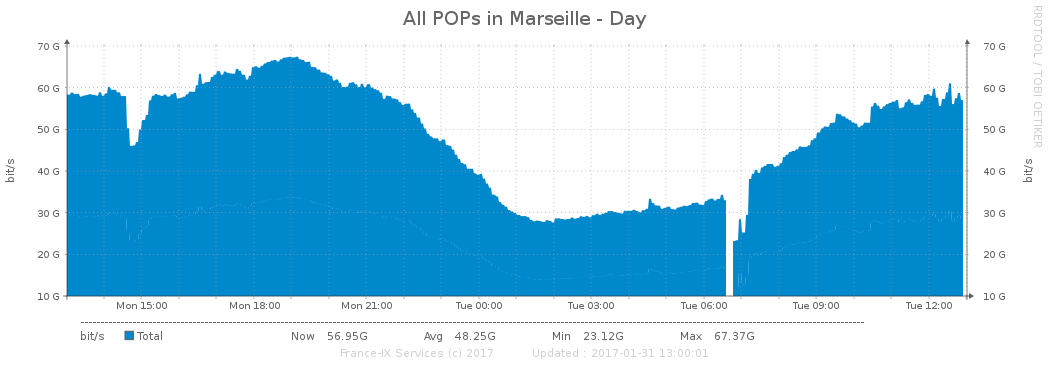 All POPs in Marseille - Day
RRDTOOL / TOBI OETIKER
70 G 70 G
60 G 60 G
50 G 50 G
40 G 40 G
30 G 30 G
20 G 20 G
10 G 10 G
bit/s
bit/s
Mon 15:00 Mon 18:00 Mon 21:00 Tue 00:00 Tue 03:00 Tue 06:00 Tue 09:00 Tue 12:00
bit/s Total Now 56.95G Avg 48.25G Min 23.12G Max 67.37G
France-IX Services (c) 2017 Updated : 2017-01-31 13:00:01